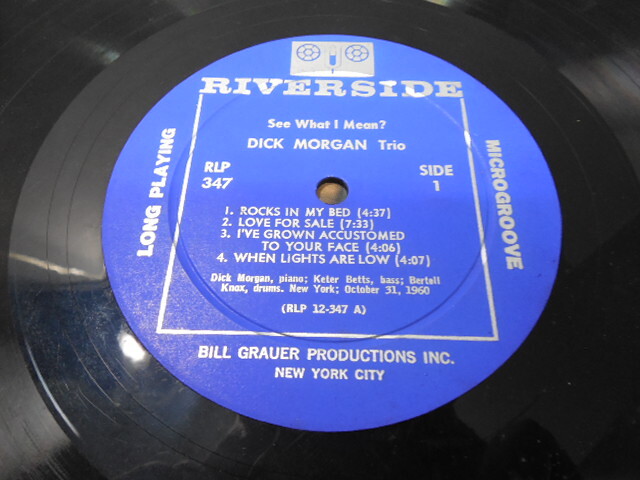 RIVERSIDE
See What I Mean?
DICK MORGAN Trio
LONG PLAYING
MICROGROOVE
RLP
347
SIDE
1
1. ROCKS IN MY BED (4:37)
2. LOVE FOR SALE (7:33)
3. I'VE GROWN ACCUSTOMED
TO YOUR FACE (4:06)
4. WHEN LIGHTS ARE LOW (4:07)
Dick Morgan, piano; Keter Betts, bass; Bertell
Knox, drums. New York; October 31, 1960
(RLP 12-347 A)
BILL GRAUER PRODUCTIONS INC.
NEW YORK CITY